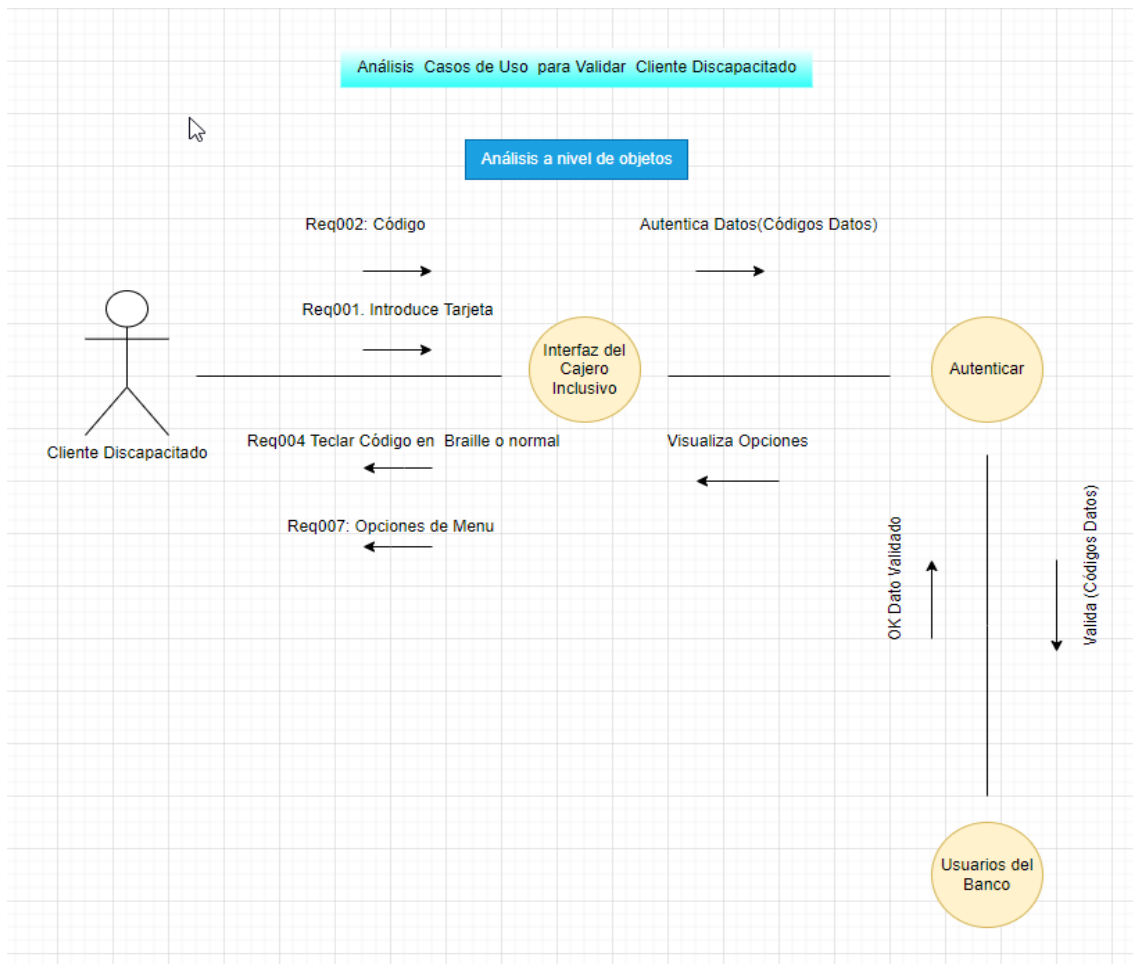 Análisis Casos de Uso para Validar Cliente Discapacitado
Análisis a nivel de objetos
Req002: Código
Autentica Datos(Códigos Datos)
Req001. Introduce Tarjeta
Interfaz del
Cajero
Inclusivo
Autenticar
Cliente Discapacitado
Req004 Teclar Código en Braille o normal
Visualiza Opciones
Req007: Opciones de Menu
OK Dato Validado
Valida (Códigos Datos)
Usuarios del
Banco